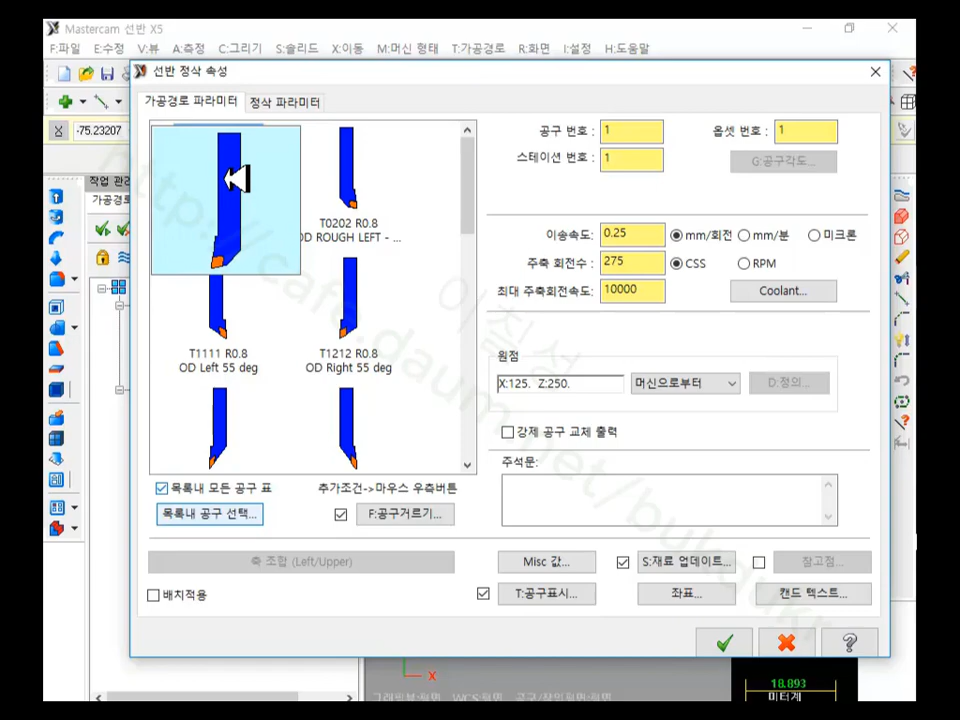 Mastercam 선반 X5
F:파일 E:수정 V:뷰 A:측정 C:그리기 S:솔리드 X:이동 M:머신 형태 T:가공경로 R:화면 I:설정 H:도움말
선반 정삭 속성
가공경로 파라미터 정삭 파라미터
-75.23207
작업 관리
가공경로
T0202 R0.8
OD ROUGH LEFT - ...
T1111 R0.8
OD Left 55 deg
T1212 R0.8
OD Right 55 deg
목록내 모든 공구 표
추가조건->마우스 우측버튼
목록내 공구 선택...
F:공구거르기...
공구 번호: 1
옵셋 번호: 1
스테이션 번호: 1
G:공구각도...
이송속도: 0.25 mm/회전 mm/분 미크론
주축 회전수: 275 CSS RPM
최대 주축회전속도: 10000
Coolant...
원점
X:125. Z:250. 머신으로부터 D:정의...
강제 공구 교체 출력
주석문:
축 조합 (Left/Upper)
Misc 값... S:재료 업데이트... 참고점...
배치적용
T:공구표시... 좌표... 캔드 텍스트...
http://cafe.daum.net/bukaukr
이칠성
X
18.893
미터계